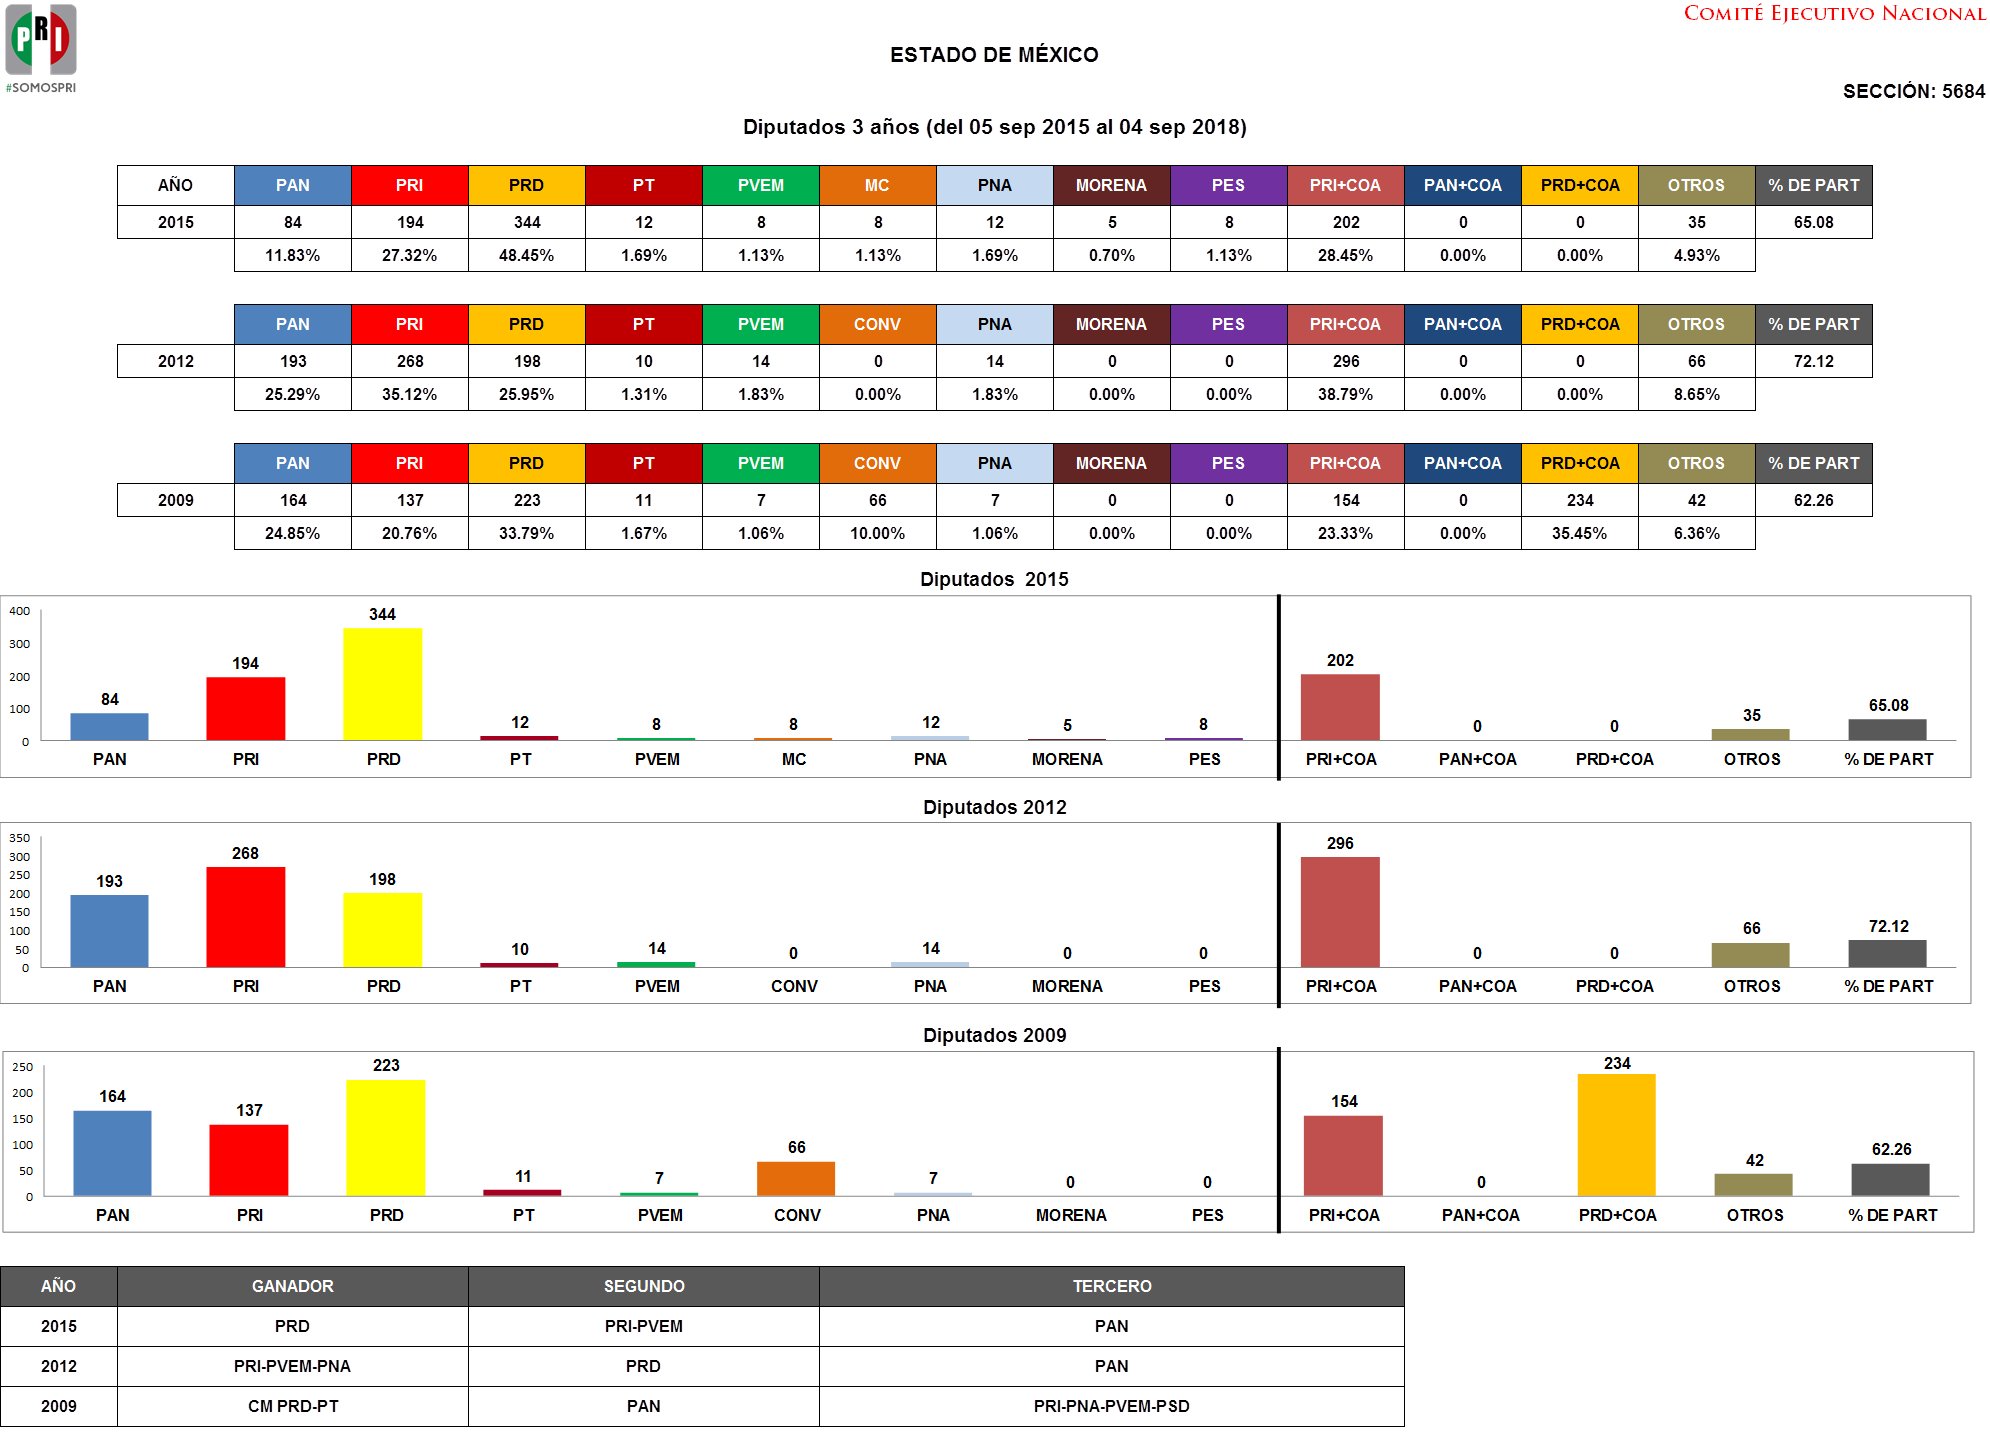 PRI
#SOMOSPRI
COMITÉ EJECUTIVO NACIONAL
ESTADO DE MÉXICO
SECCIÓN: 5684
Diputados 3 años (del 05 sep 2015 al 04 sep 2018)
AÑO PAN PRI PRD PT PVEM MC PNA MORENA PES PRI+COA PAN+COA PRD+COA OTROS % DE PART
2015 84 194 344 12 8 8 12 5 8 202 0 0 35 65.08
11.83% 27.32% 48.45% 1.69% 1.13% 1.13% 1.69% 0.70% 1.13% 28.45% 0.00% 0.00% 4.93%
PAN PRI PRD PT PVEM CONV PNA MORENA PES PRI+COA PAN+COA PRD+COA OTROS % DE PART
2012 193 268 198 10 14 0 14 0 0 296 0 0 66 72.12
25.29% 35.12% 25.95% 1.31% 1.83% 0.00% 1.83% 0.00% 0.00% 38.79% 0.00% 0.00% 8.65%
PAN PRI PRD PT PVEM CONV PNA MORENA PES PRI+COA PAN+COA PRD+COA OTROS % DE PART
2009 164 137 223 11 7 66 7 0 0 154 0 234 42 62.26
24.85% 20.76% 33.79% 1.67% 1.06% 10.00% 1.06% 0.00% 0.00% 23.33% 0.00% 35.45% 6.36%
Diputados 2015
400
300
200
100
0
84 194 344 12 8 8 12 5 8 202 0 0 35 65.08
PAN PRI PRD PT PVEM MC PNA MORENA PES PRI+COA PAN+COA PRD+COA OTROS % DE PART
Diputados 2012
350
300
250
200
150
100
50
0
193 268 198 10 14 0 14 0 0 296 0 0 66 72.12
PAN PRI PRD PT PVEM CONV PNA MORENA PES PRI+COA PAN+COA PRD+COA OTROS % DE PART
Diputados 2009
250
200
150
100
50
0
164 137 223 11 7 66 7 0 0 154 0 234 42 62.26
PAN PRI PRD PT PVEM CONV PNA MORENA PES PRI+COA PAN+COA PRD+COA OTROS % DE PART
AÑO GANADOR SEGUNDO TERCERO
2015 PRD PRI-PVEM PAN
2012 PRI-PVEM-PNA PRD PAN
2009 CM PRD-PT PAN PRI-PNA-PVEM-PSD